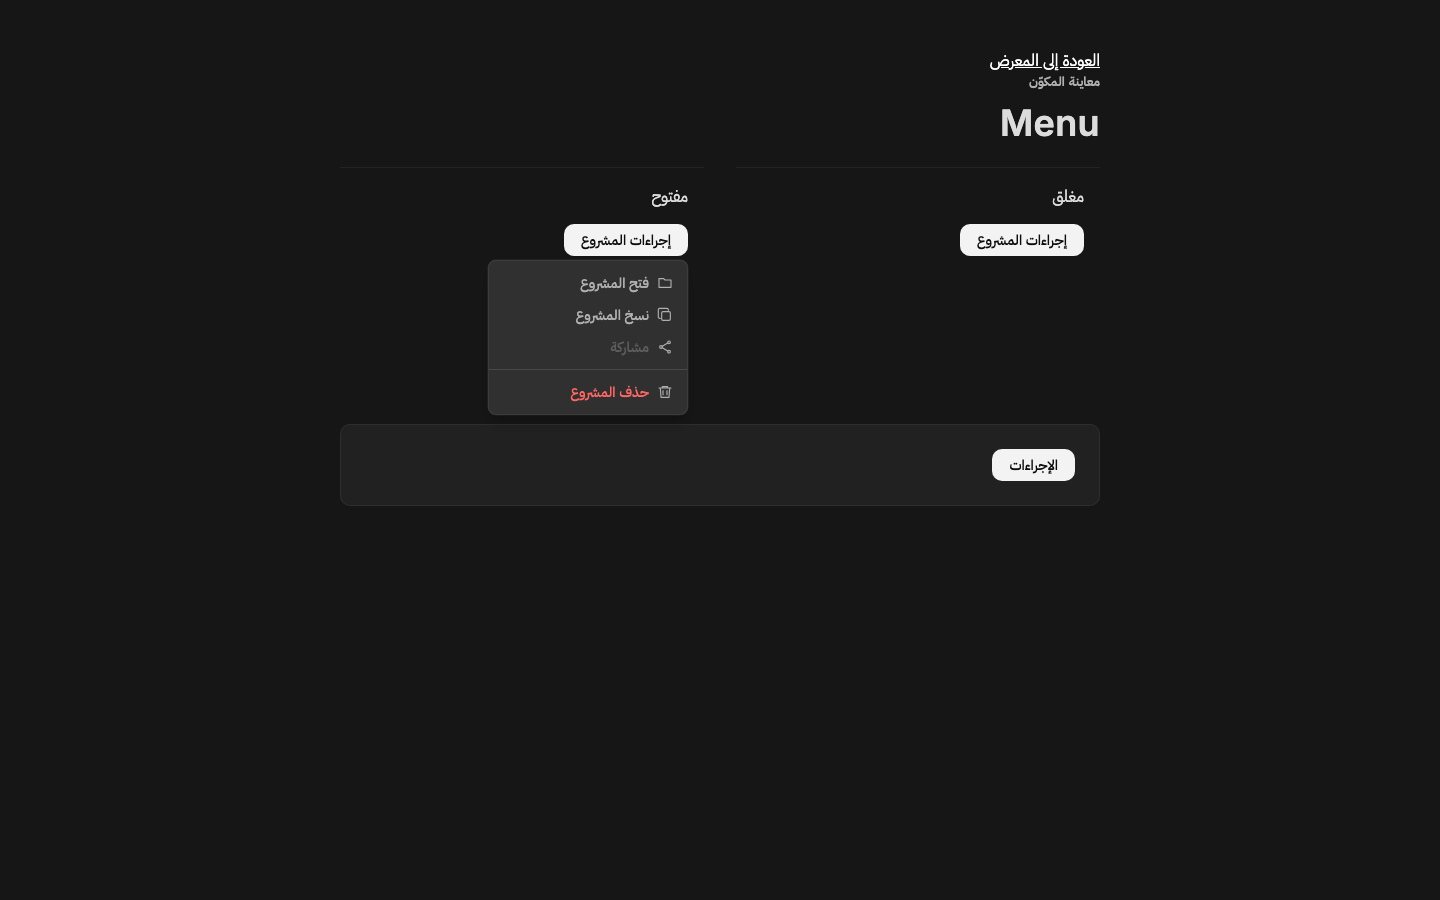 العودة إلى المعرض
معاينة المكوّن
Menu
مغلق
إجراءات المشروع
مفتوح
إجراءات المشروع
فتح المشروع
نسخ المشروع
مشاركة
حذف المشروع
الإجراءات